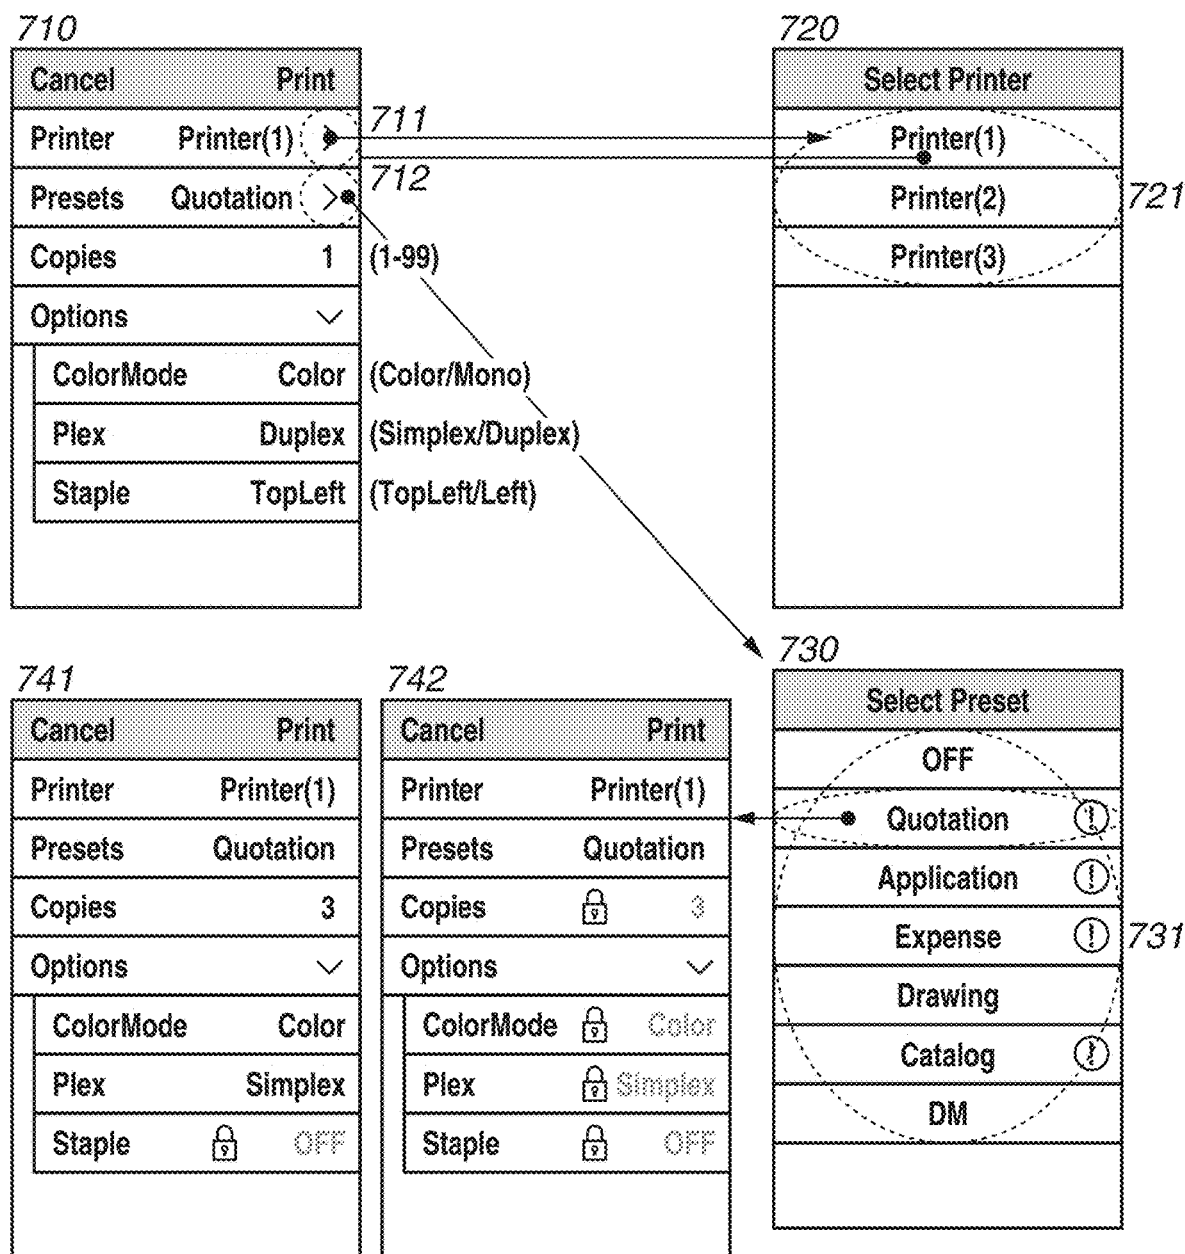 710
Cancel Print
Printer Printer(1) >
711
Presets Quotation >
712
Copies 1 (1-99)
Options
ColorMode Color (Color/Mono)
Plex Duplex (Simplex/Duplex)
Staple TopLeft (TopLeft/Left)
720
Select Printer
Printer(1)
Printer(2)
721
Printer(3)
741
Cancel Print
Printer Printer(1)
Presets Quotation
Copies 3
Options
ColorMode Color
Plex Simplex
Staple OFF
742
Cancel Print
Printer Printer(1)
Presets Quotation
Copies 3
Options
ColorMode Color
Plex Simplex
Staple OFF
730
Select Preset
OFF
Quotation !
Application !
Expense !
731
Drawing
Catalog !
DM